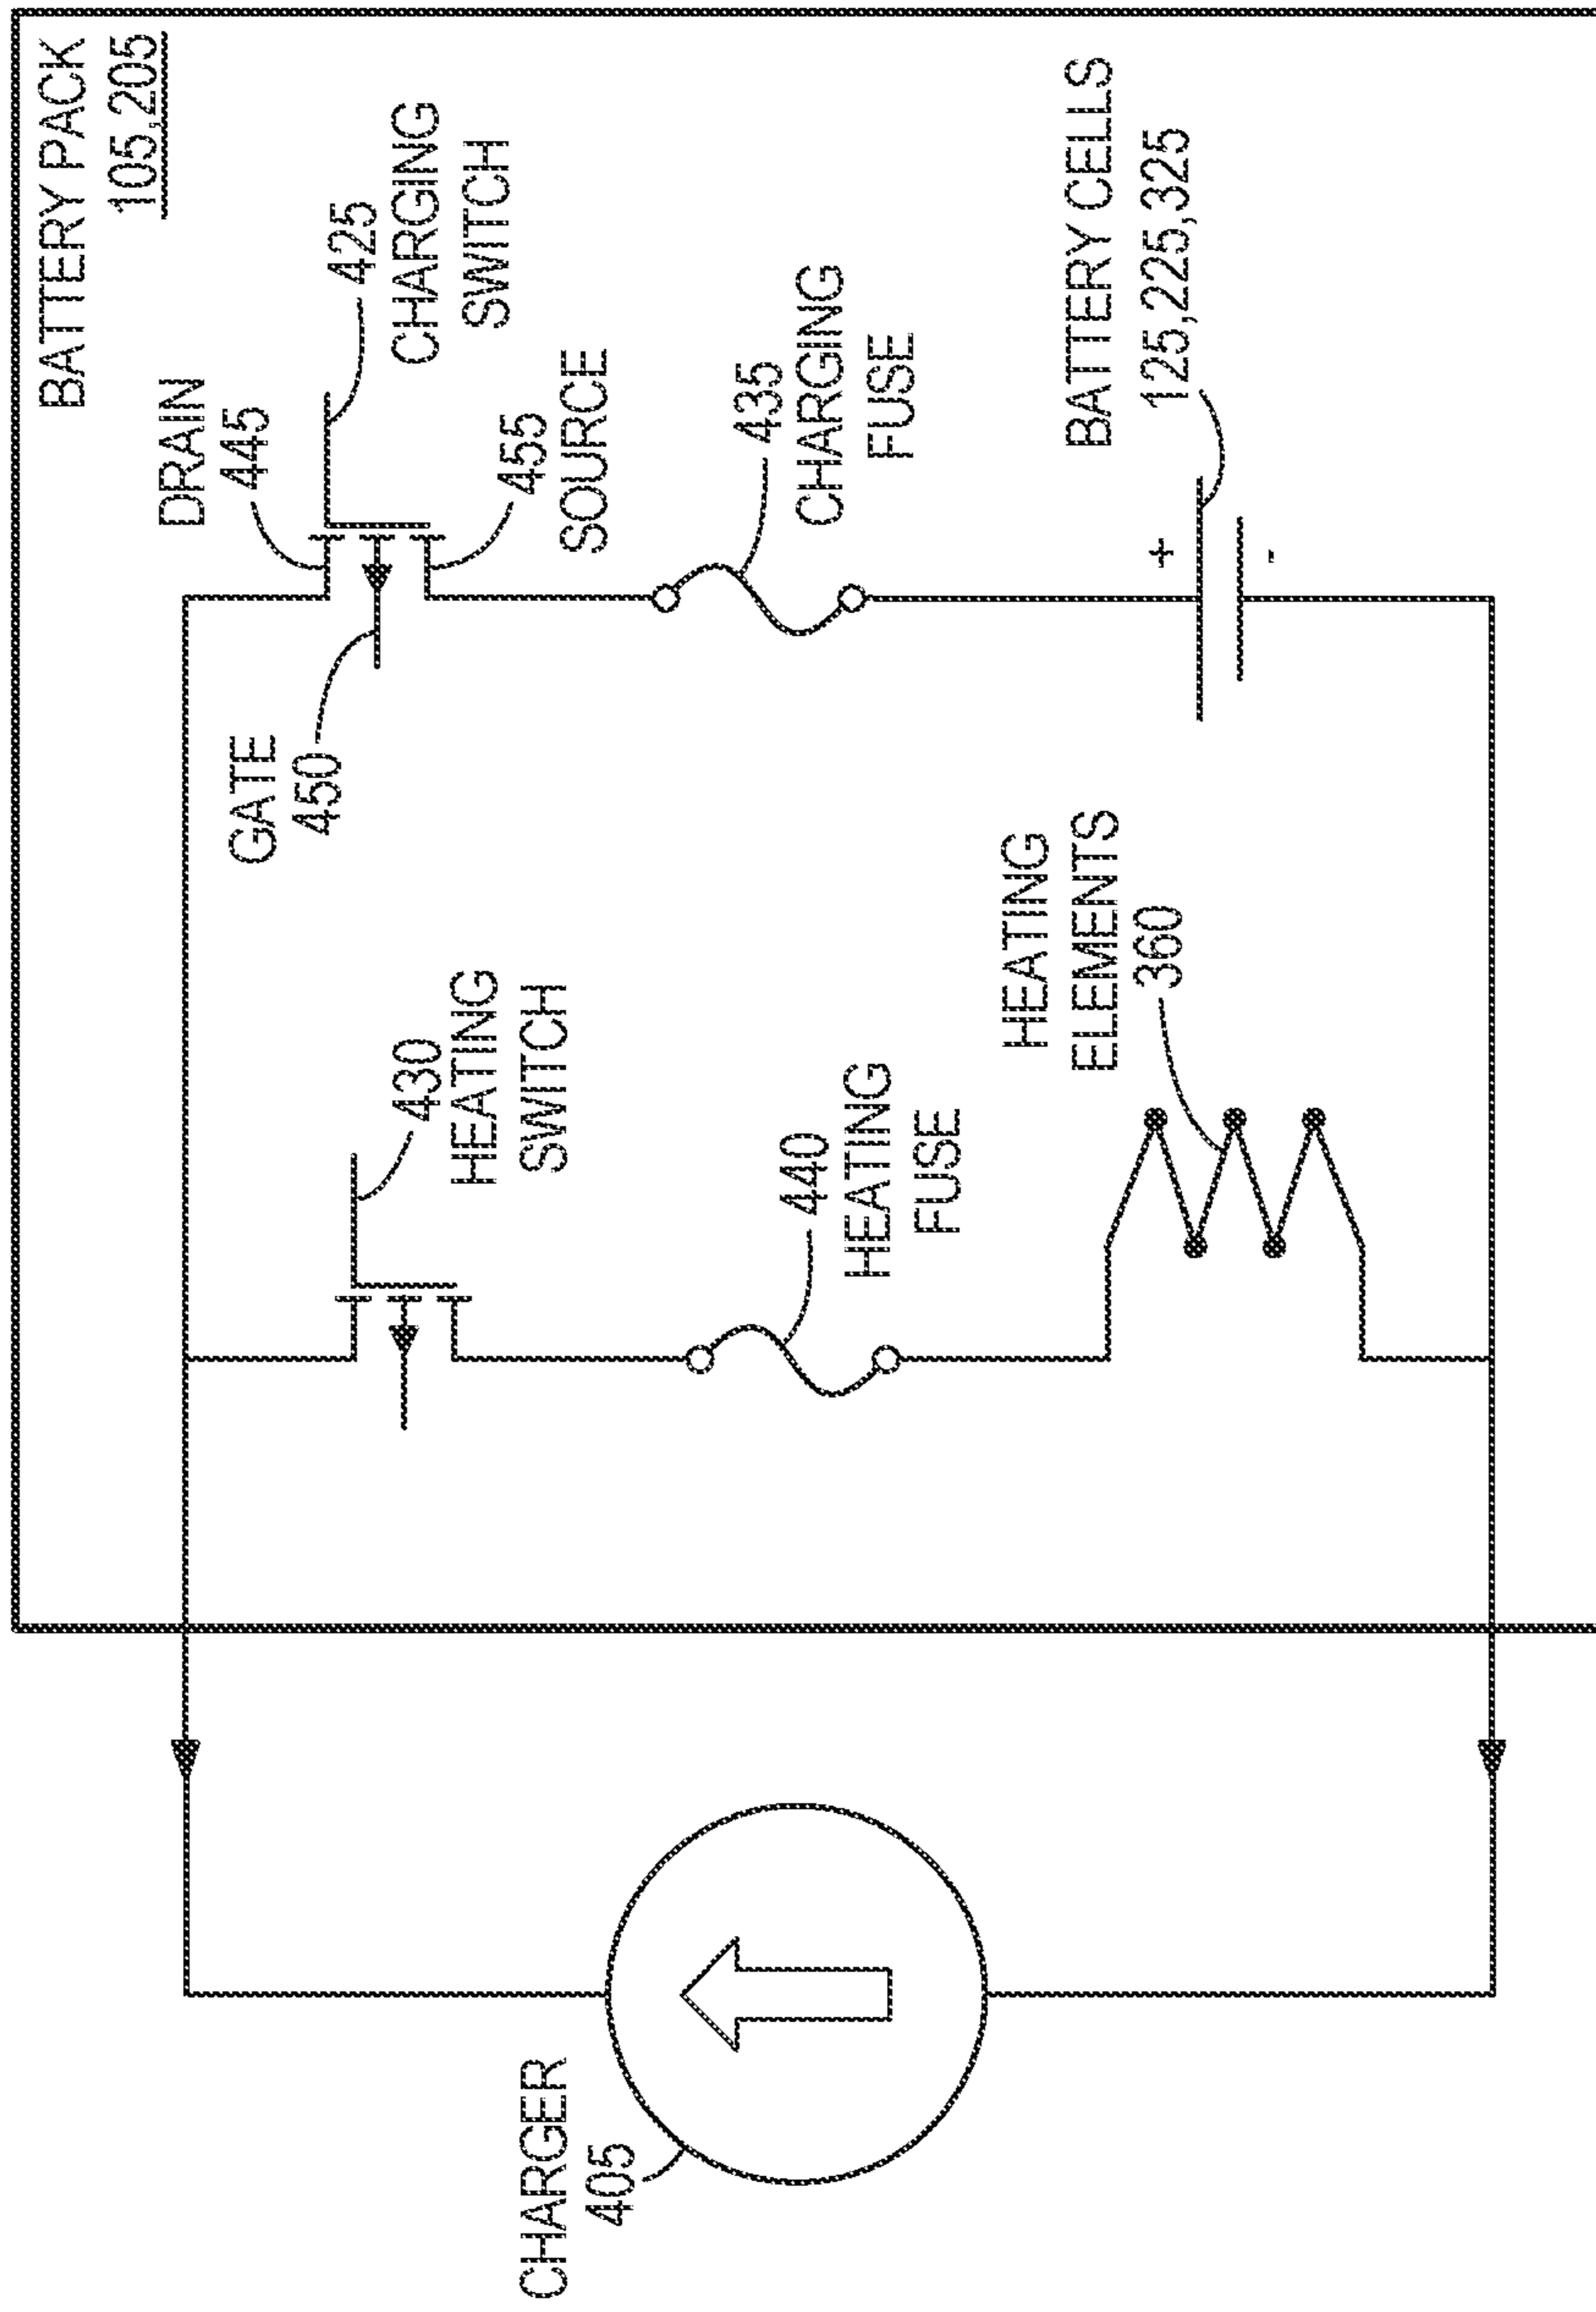 BATTERY PACK
105,205
DRAIN
445
425
CHARGING
SWITCH
GATE
450
455
SOURCE
430
HEATING
SWITCH
435
CHARGING
FUSE
440
HEATING
FUSE
CHARGER
405
HEATING
ELEMENTS
360
BATTERY CELLS
125,225,325
+
-